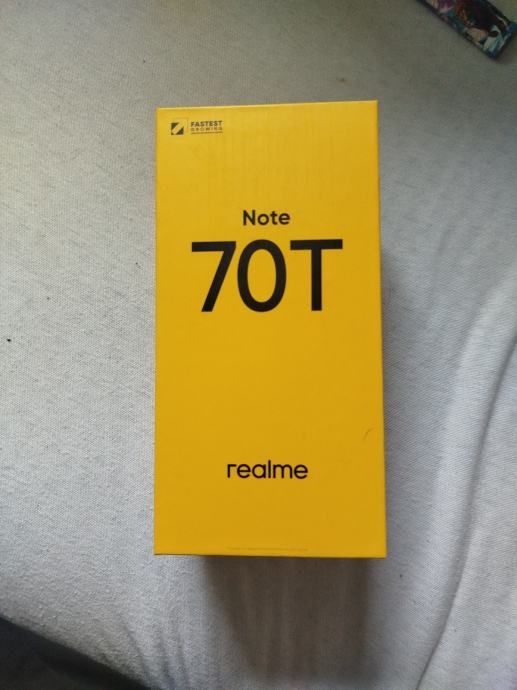 FASTEST
GROWING
Note
70T
realme